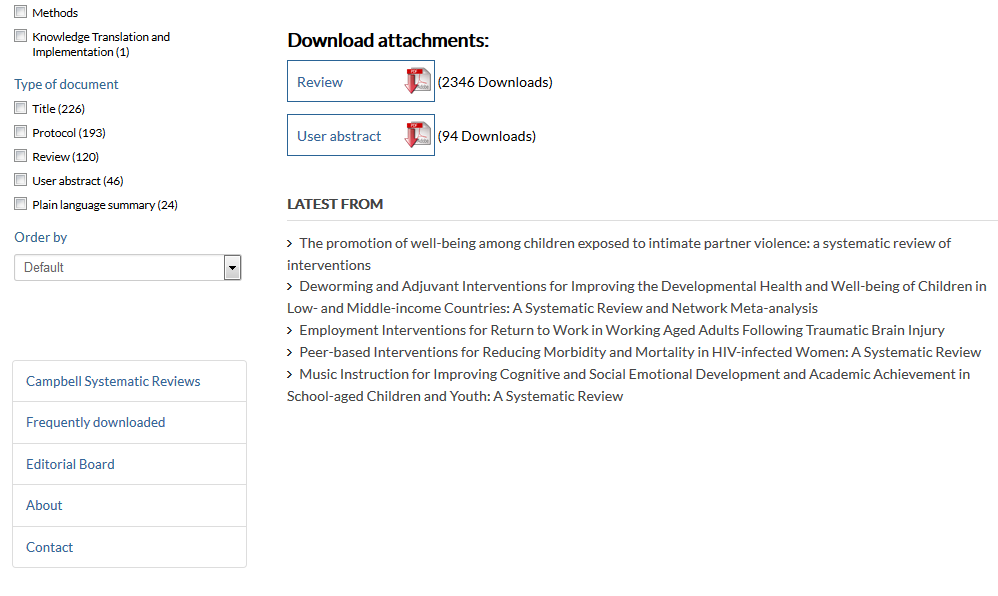 Methods
Knowledge Translation and
Implementation (1)
Type of document
Title (226)
Protocol (193)
Review (120)
User abstract (46)
Plain language summary (24)
Order by
Default
Campbell Systematic Reviews
Frequently downloaded
Editorial Board
About
Contact
Download attachments:
Review
PDF
(2346 Downloads)
User abstract
PDF
(94 Downloads)
LATEST FROM
The promotion of well-being among children exposed to intimate partner violence: a systematic review of
interventions
Deworming and Adjuvant Interventions for Improving the Developmental Health and Well-being of Children in
Low- and Middle-income Countries: A Systematic Review and Network Meta-analysis
Employment Interventions for Return to Work in Working Aged Adults Following Traumatic Brain Injury
Peer-based Interventions for Reducing Morbidity and Mortality in HIV-infected Women: A Systematic Review
Music Instruction for Improving Cognitive and Social Emotional Development and Academic Achievement in
School-aged Children and Youth: A Systematic Review